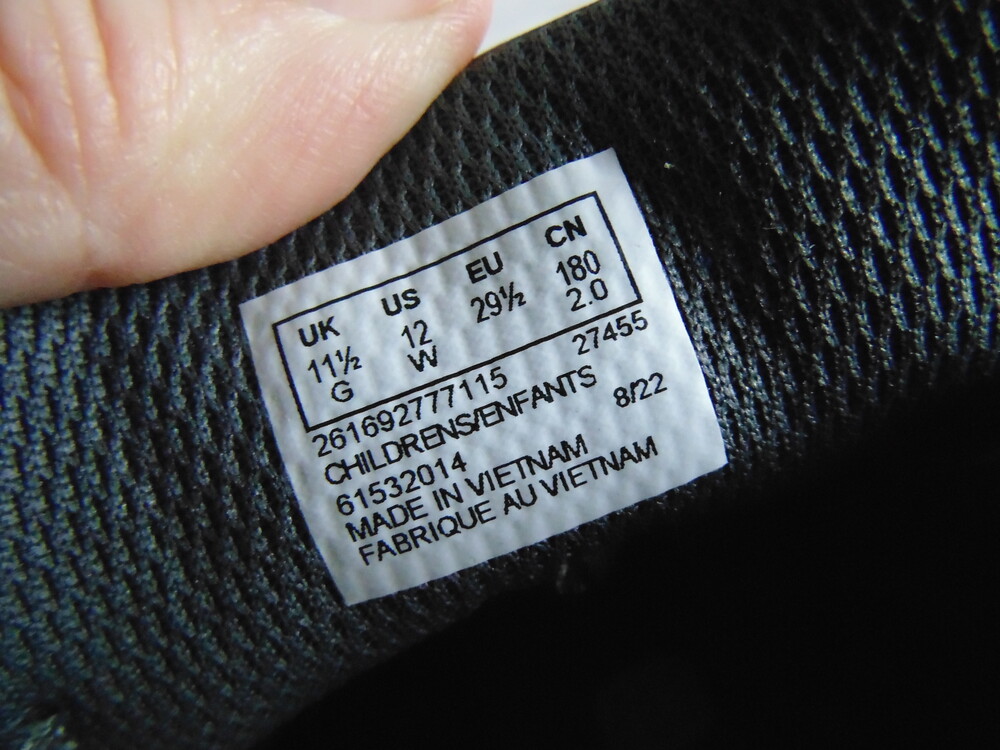 UK US EU CN
11½ 12 29½ 180
G W 2.0
261692777115 27455
CHILDRENS/ENFANTS
61532014 8/22
MADE IN VIETNAM
FABRIQUE AU VIETNAM